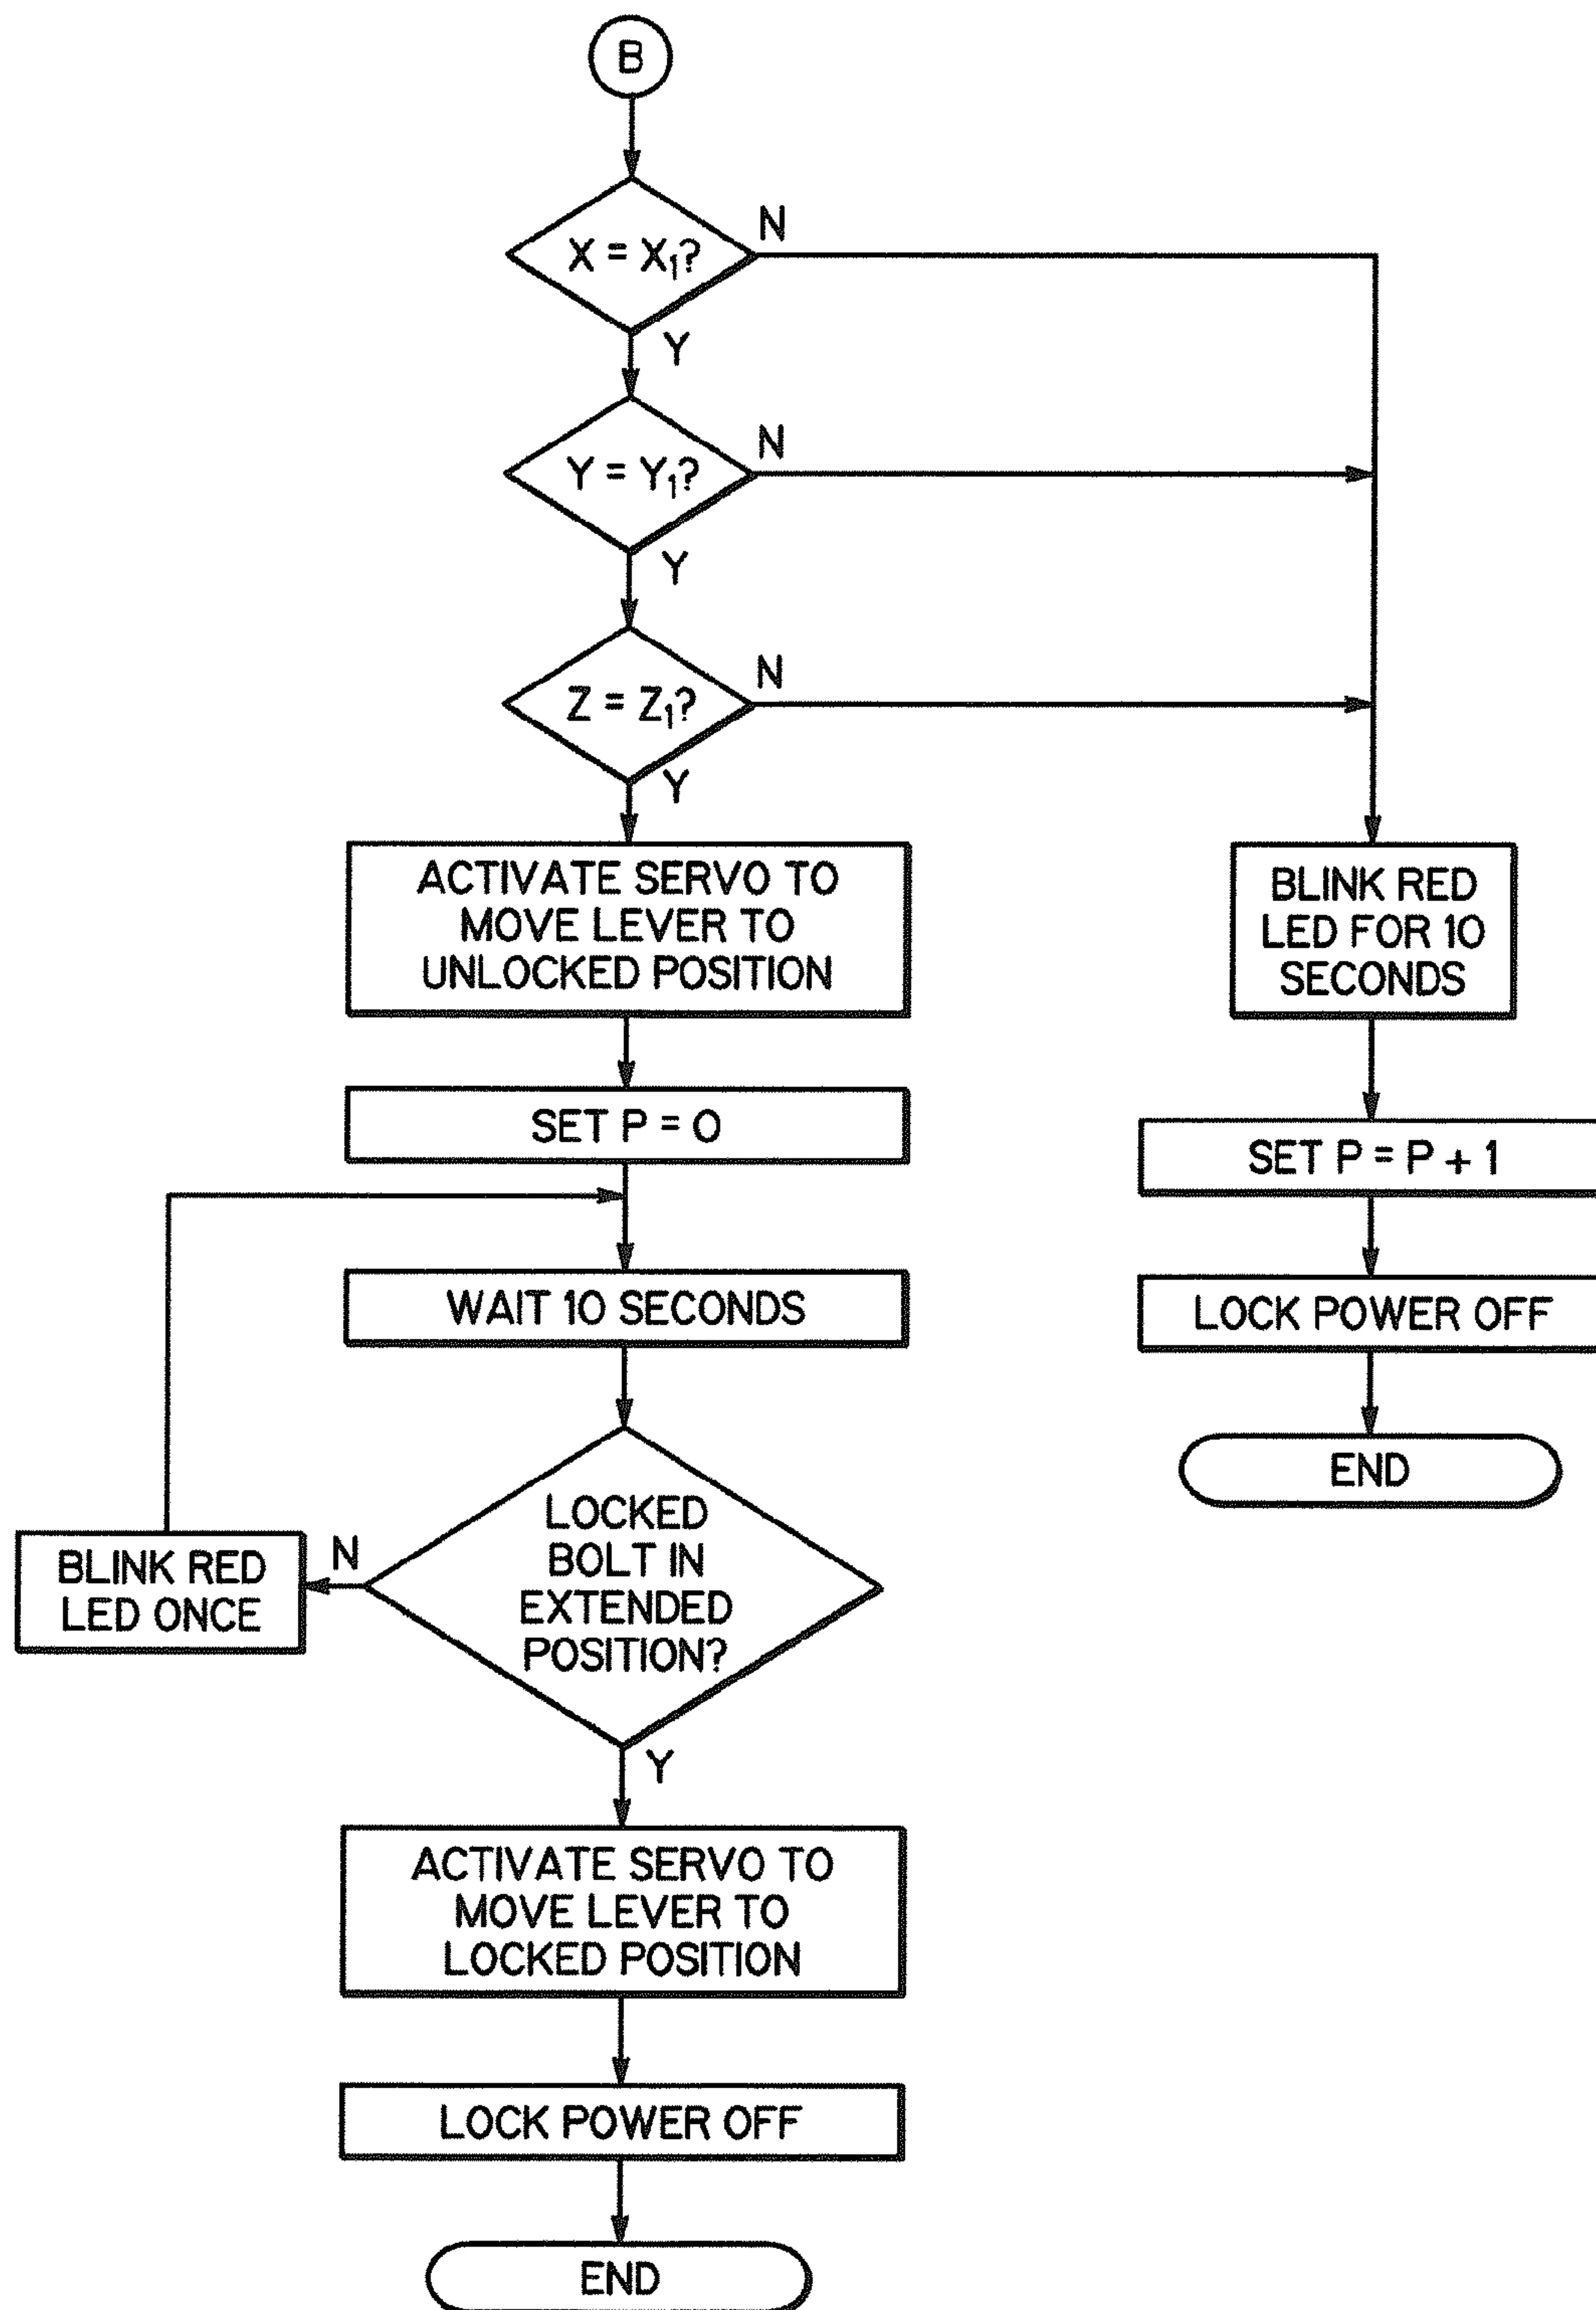 B
X = X₁?
N
Y
Y = Y₁?
N
Y
Z = Z₁?
N
Y
ACTIVATE SERVO TO
MOVE LEVER TO
UNLOCKED POSITION
BLINK RED
LED FOR 10
SECONDS
SET P = 0
SET P = P + 1
WAIT 10 SECONDS
LOCK POWER OFF
END
LOCKED
BOLT IN
EXTENDED
POSITION?
N
BLINK RED
LED ONCE
Y
ACTIVATE SERVO TO
MOVE LEVER TO
LOCKED POSITION
LOCK POWER OFF
END